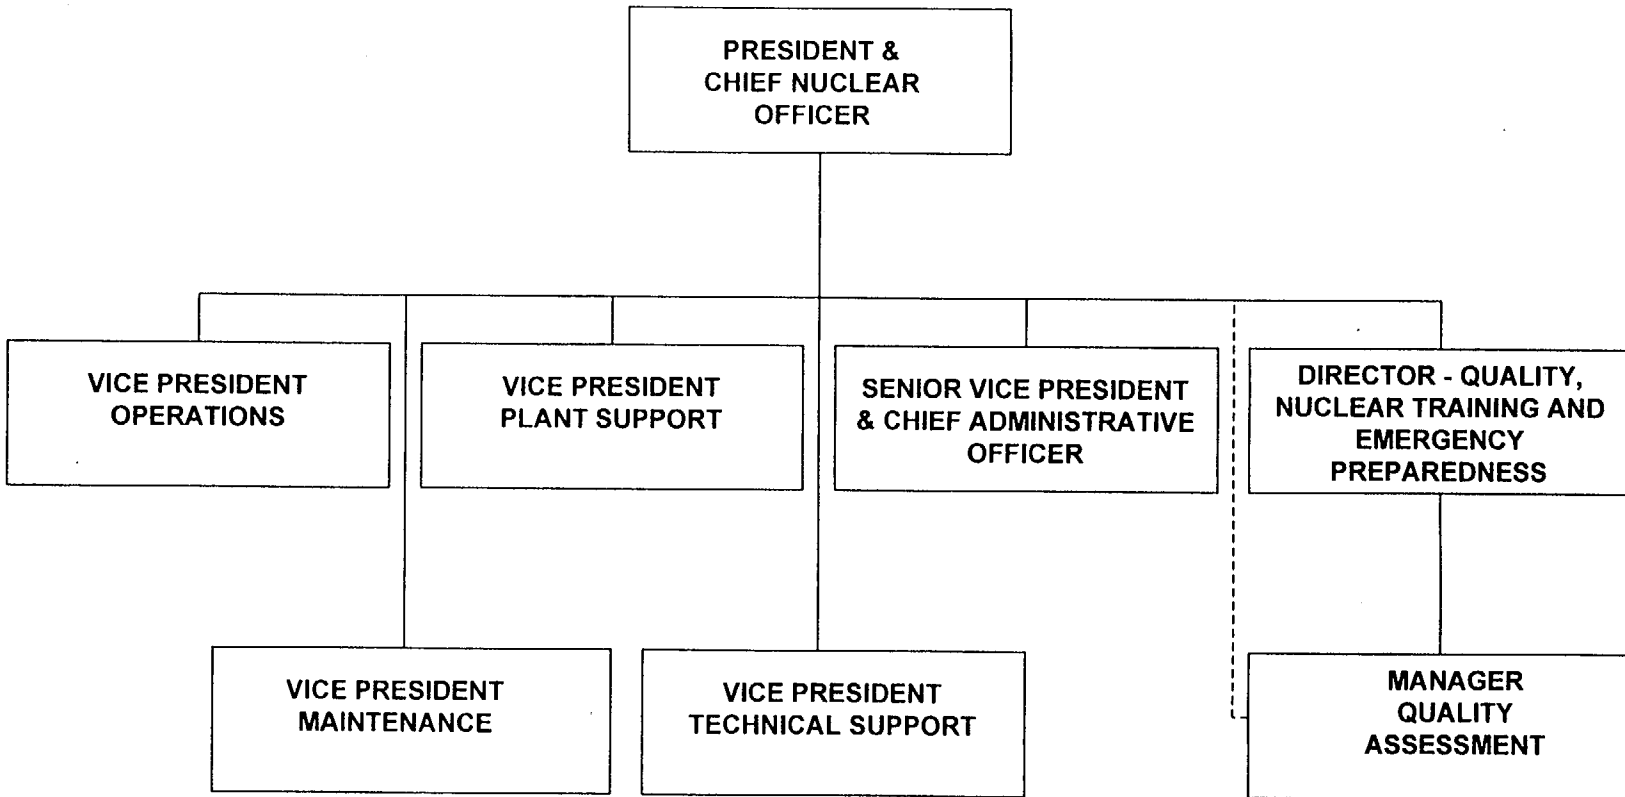 PRESIDENT &
CHIEF NUCLEAR
OFFICER
VICE PRESIDENT
OPERATIONS
VICE PRESIDENT
PLANT SUPPORT
SENIOR VICE PRESIDENT
& CHIEF ADMINISTRATIVE
OFFICER
DIRECTOR - QUALITY,
NUCLEAR TRAINING AND
EMERGENCY
PREPAREDNESS
VICE PRESIDENT
MAINTENANCE
VICE PRESIDENT
TECHNICAL SUPPORT
MANAGER
QUALITY
ASSESSMENT